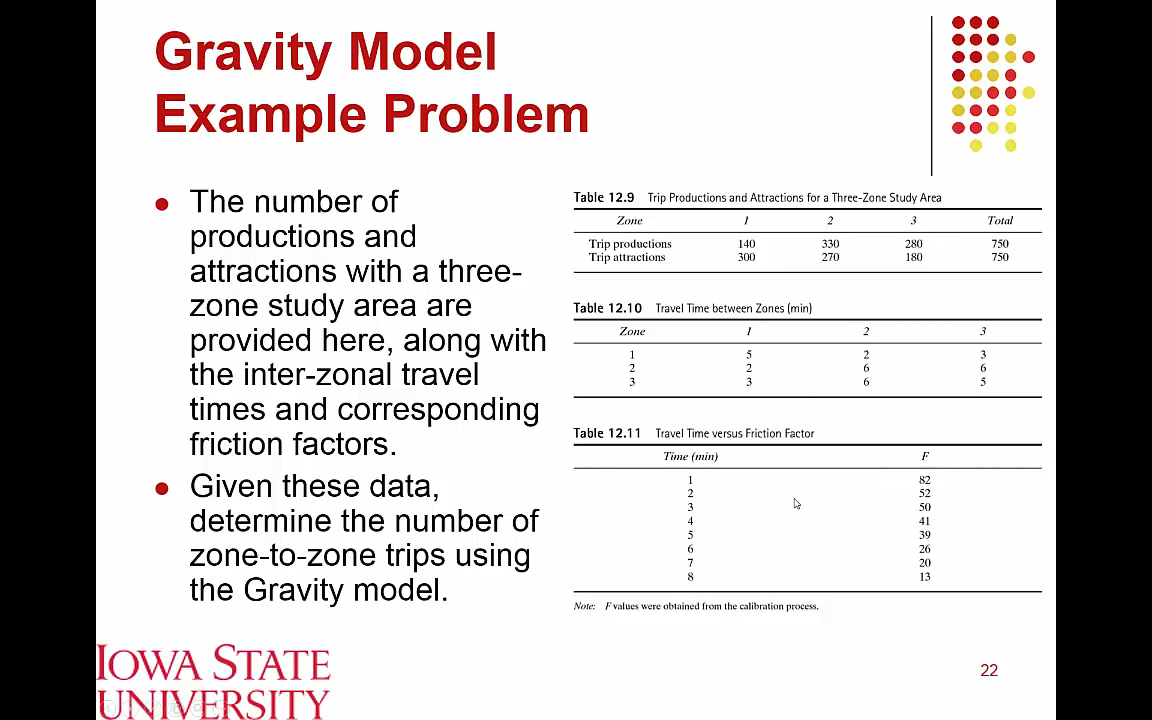 Gravity Model
Example Problem
The number of
productions and
attractions with a three-
zone study area are
provided here, along with
the inter-zonal travel
times and corresponding
friction factors.
Given these data,
determine the number of
zone-to-zone trips using
the Gravity model.
Table 12.9 Trip Productions and Attractions for a Three-Zone Study Area
Zone 1 2 3 Total
Trip productions 140 330 280 750
Trip attractions 300 270 180 750
Table 12.10 Travel Time between Zones (min)
Zone 1 2 3
1 5 2 3
2 2 6 6
3 3 6 5
Table 12.11 Travel Time versus Friction Factor
Time (min) F
1 82
2 52
3 50
4 41
5 39
6 26
7 20
8 13
Note: F values were obtained from the calibration process.
IOWA STATE
UNIVERSITY
22